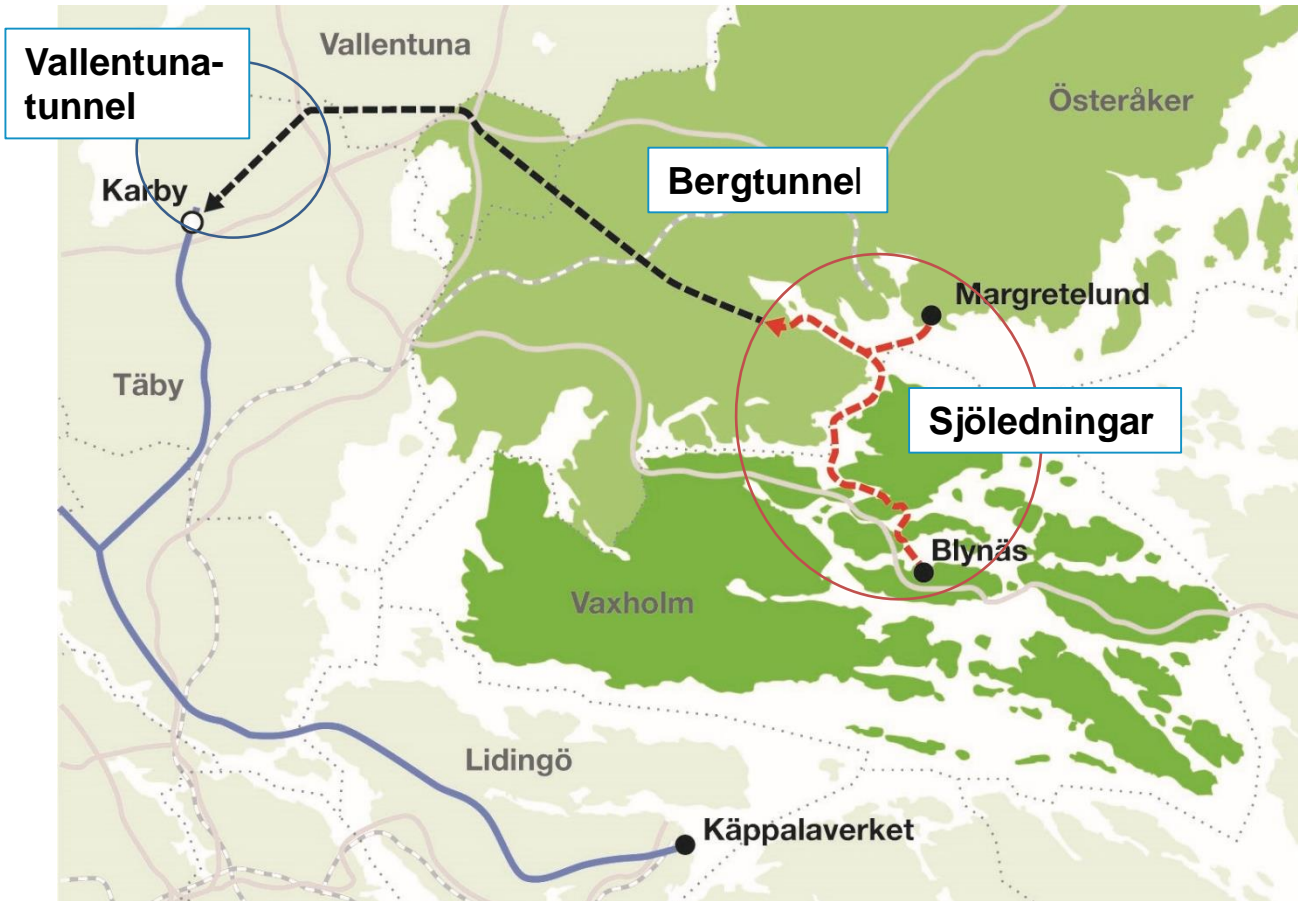 Vallentuna
Vallentuna-
tunnel
Österåker
Bergtunnel
Karby
Margretelund
Täby
Sjöledningar
Blynäs
Vaxholm
Lidingö
Käppalaverket